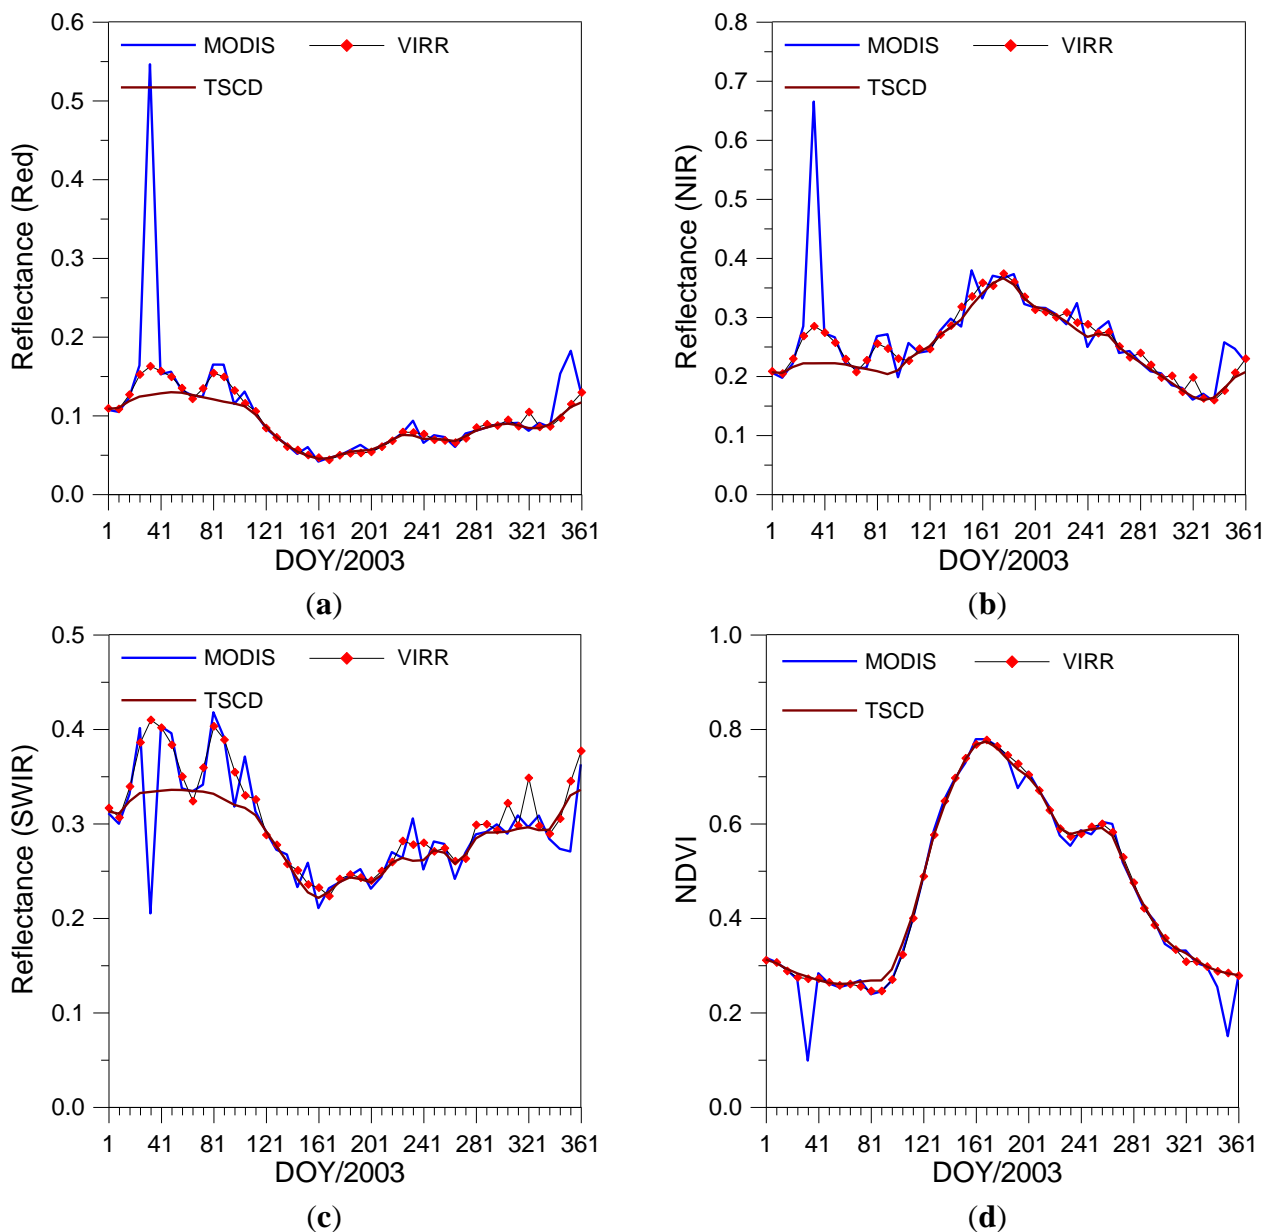 MODIS VIRR
TSCD
Reflectance (Red)
0.6
0.5
0.4
0.3
0.2
0.1
0.0
1 41 81 121 161 201 241 281 321 361
DOY/2003
(a)
MODIS VIRR
TSCD
Reflectance (NIR)
0.8
0.7
0.6
0.5
0.4
0.3
0.2
0.1
0.0
1 41 81 121 161 201 241 281 321 361
DOY/2003
(b)
MODIS VIRR
TSCD
Reflectance (SWIR)
0.5
0.4
0.3
0.2
0.1
0.0
1 41 81 121 161 201 241 281 321 361
DOY/2003
(c)
MODIS VIRR
TSCD
NDVI
1.0
0.8
0.6
0.4
0.2
0.0
1 41 81 121 161 201 241 281 321 361
DOY/2003
(d)